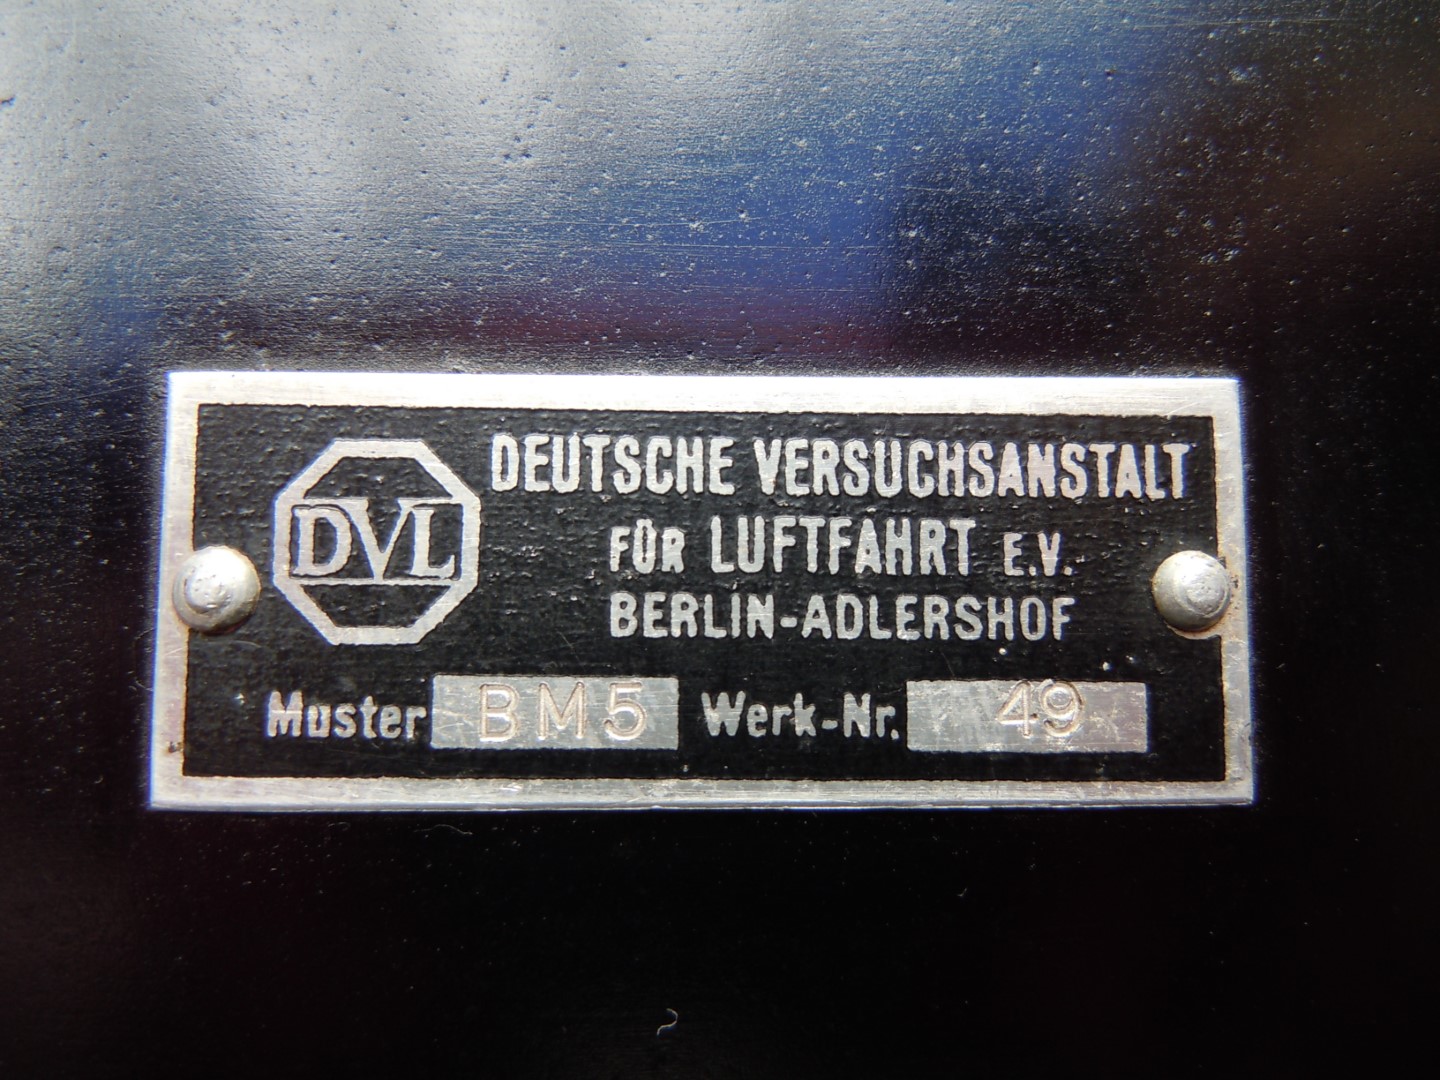 DVL
DEUTSCHE VERSUCHSANSTALT
FÜR LUFTFAHRT E.V.
BERLIN-ADLERSHOF
Muster BM5 Werk-Nr. 49